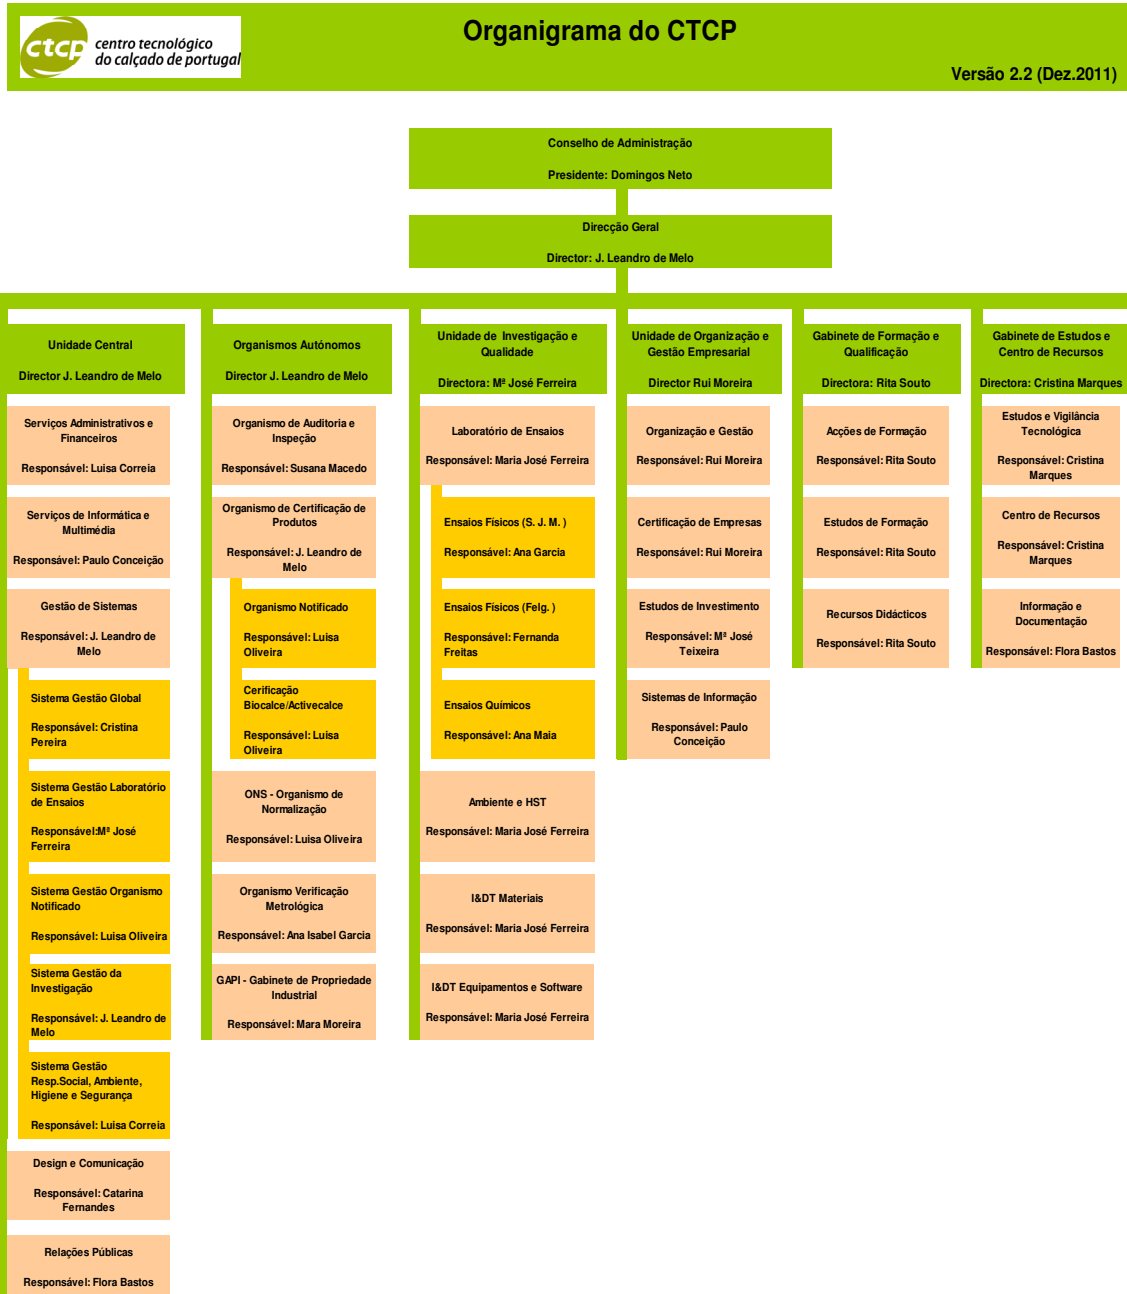 Organigrama do CTCP
ctcp centro tecnológico
do calçado de portugal
Versão 2.2 (Dez.2011)
Conselho de Administração
Presidente: Domingos Neto
Direcção Geral
Director: J. Leandro de Melo
Unidade Central
Director J. Leandro de Melo
Serviços Administrativos e
Financeiros
Responsável: Luisa Correia
Serviços de Informática e
Multimédia
Responsável: Paulo Conceição
Gestão de Sistemas
Responsável: J. Leandro de
Melo
Sistema Gestão Global
Responsável: Cristina
Pereira
Sistema Gestão Laboratório
de Ensaios
Responsável:Mª José
Ferreira
Sistema Gestão Organismo
Notificado
Responsável: Luisa Oliveira
Sistema Gestão da
Investigação
Responsável: J. Leandro de
Melo
Sistema Gestão
Resp.Social, Ambiente,
Higiene e Segurança
Responsável: Luisa Correia
Design e Comunicação
Responsável: Catarina
Fernandes
Relações Públicas
Responsável: Flora Bastos
Organismos Autónomos
Director J. Leandro de Melo
Organismo de Auditoria e
Inspeção
Responsável: Susana Macedo
Organismo de Certificação de
Produtos
Responsável: J. Leandro de
Melo
Organismo Notificado
Responsável: Luisa
Oliveira
Cerificação
Biocalce/Activecalce
Responsável: Luisa
Oliveira
ONS - Organismo de
Normalização
Responsável: Luisa Oliveira
Organismo Verificação
Metrológica
Responsável: Ana Isabel Garcia
GAPI - Gabinete de Propriedade
Industrial
Responsável: Mara Moreira
Unidade de Investigação e
Qualidade
Directora: Mª José Ferreira
Laboratório de Ensaios
Responsável: Maria José Ferreira
Ensaios Físicos (S. J. M. )
Responsável: Ana Garcia
Ensaios Físicos (Felg. )
Responsável: Fernanda
Freitas
Ensaios Químicos
Responsável: Ana Maia
Ambiente e HST
Responsável: Maria José Ferreira
I&DT Materiais
Responsável: Maria José Ferreira
I&DT Equipamentos e Software
Responsável: Maria José Ferreira
Unidade de Organização e
Gestão Empresarial
Director Rui Moreira
Organização e Gestão
Responsável: Rui Moreira
Certificação de Empresas
Responsável: Rui Moreira
Estudos de Investimento
Responsável: Mª José
Teixeira
Sistemas de Informação
Responsável: Paulo
Conceição
Gabinete de Formação e
Qualificação
Directora: Rita Souto
Acções de Formação
Responsável: Rita Souto
Estudos de Formação
Responsável: Rita Souto
Recursos Didácticos
Responsável: Rita Souto
Gabinete de Estudos e
Centro de Recursos
Directora: Cristina Marques
Estudos e Vigilância
Tecnológica
Responsável: Cristina
Marques
Centro de Recursos
Responsável: Cristina
Marques
Informação e
Documentação
Responsável: Flora Bastos